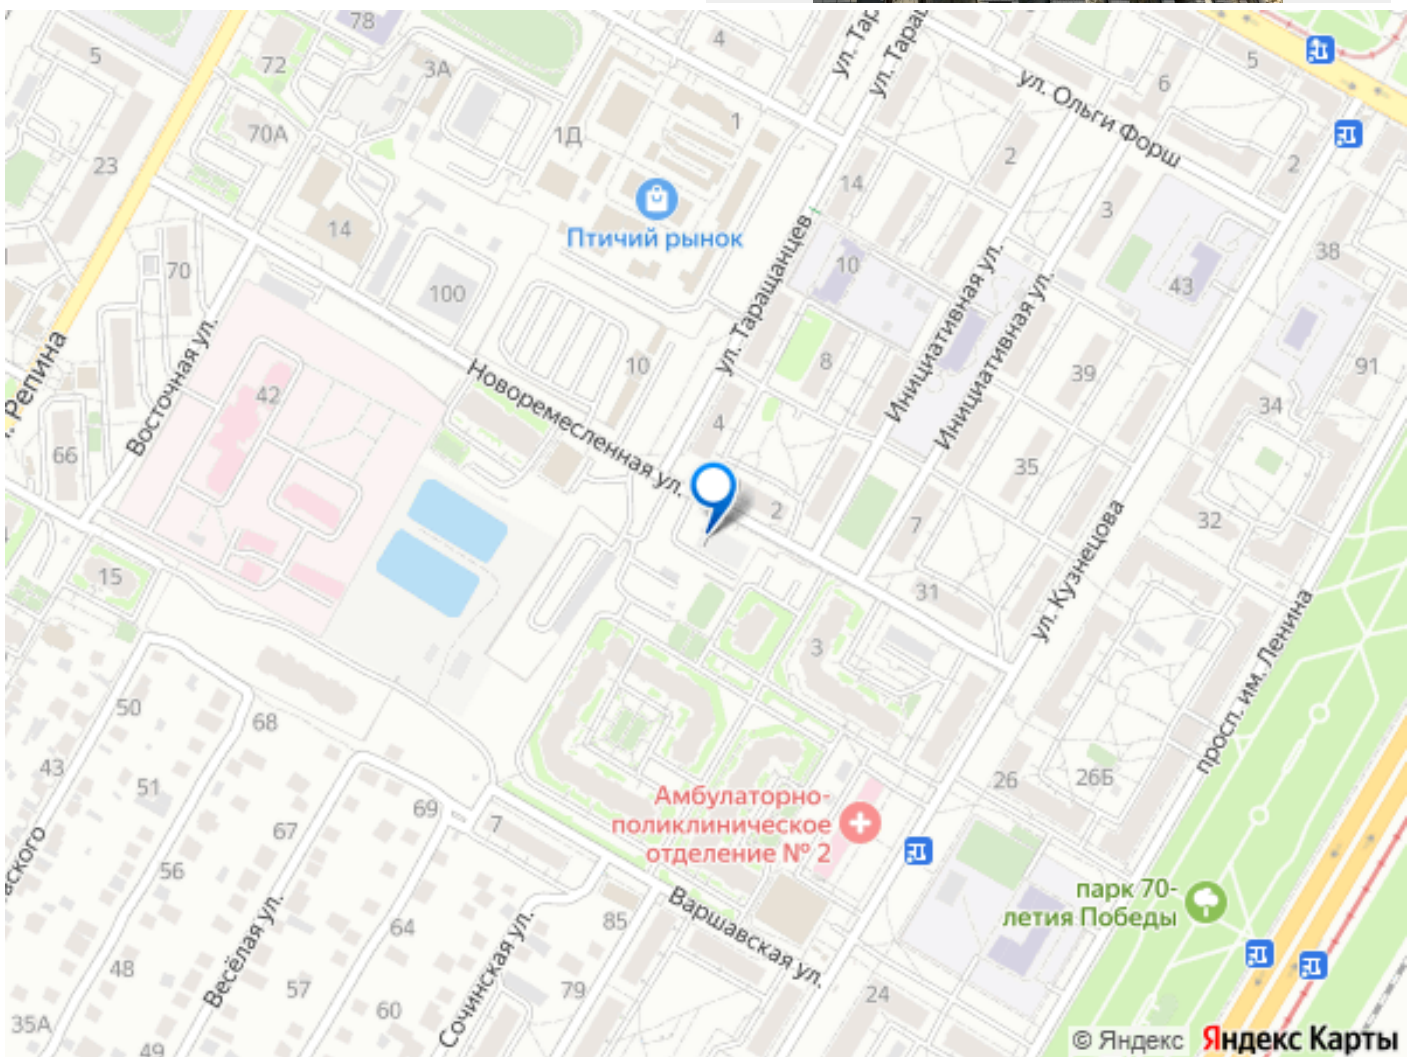 78
4
ул. Тар
ул. Тара
5
5
72
3А
6
ул. Ольги Форш
70А
1Д
1
23
2
2
14
3
Птичий рынок
14
10
38
70
100
43
ул. Таращанцев
Инициативная ул.
Инициативная ул.
Восточная ул.
. Репина
Новоремесленная ул.
10
8
39
91
42
4
34
66
35
2
7
32
ул. Кузнецова
15
31
просп. им. Ленина
3
50
68
43
51
26
26Б
69
7
67
Амбулаторно-
поликлиническое
отделение № 2
56
парк 70-
летия Победы
вского
Весёлая ул.
64
85
Варшавская ул.
Сочинская ул.
48
57
79
24
60
35А
49
© Яндекс Яндекс Карты